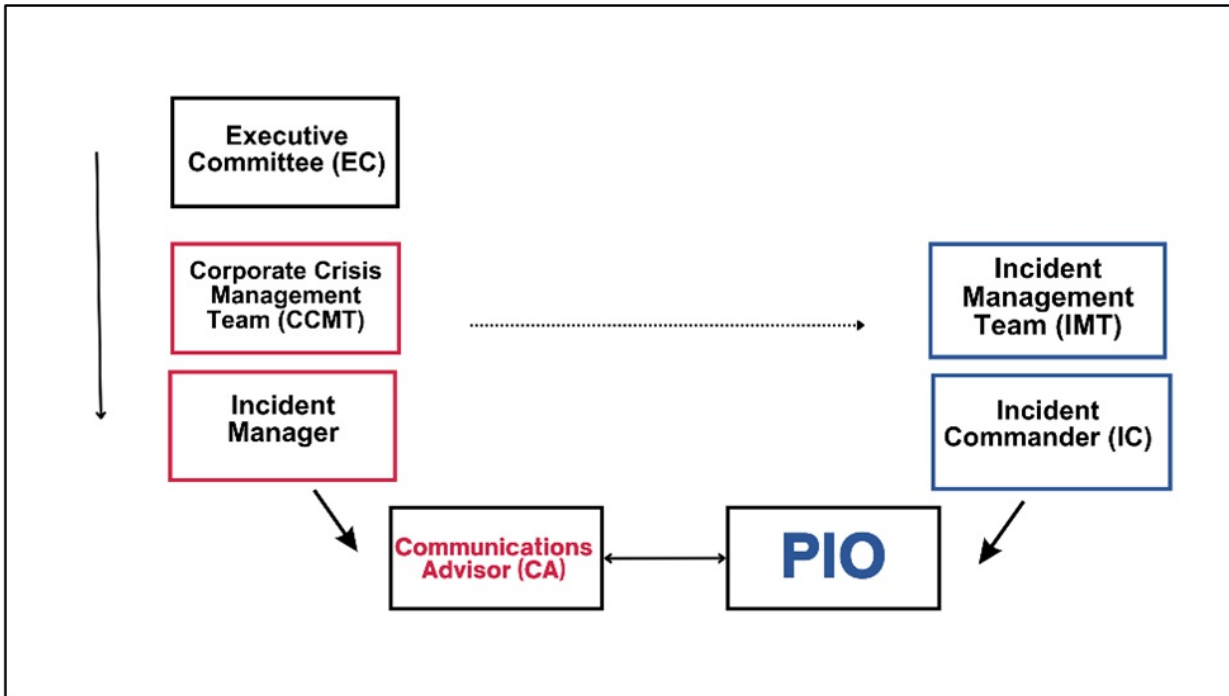 Executive
Committee (EC)
Corporate Crisis
Management
Team (CCMT)
Incident
Management
Team (IMT)
Incident
Manager
Incident
Commander (IC)
Communications
Advisor (CA)
PIO